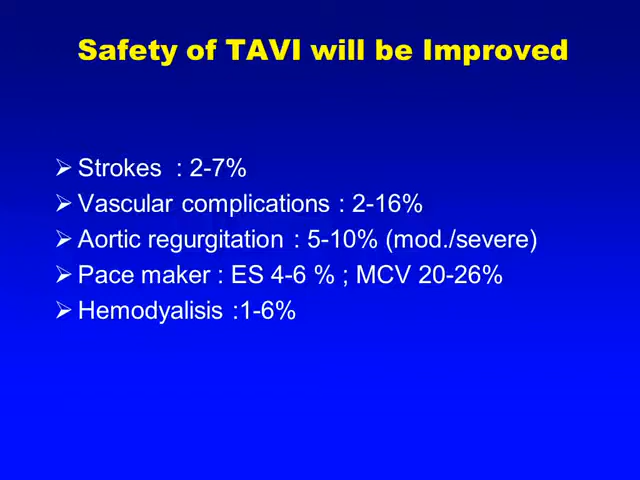 Safety of TAVI will be Improved
➢ Strokes : 2-7%
➢ Vascular complications : 2-16%
➢ Aortic regurgitation : 5-10% (mod./severe)
➢ Pace maker : ES 4-6 % ; MCV 20-26%
➢ Hemodyalisis :1-6%